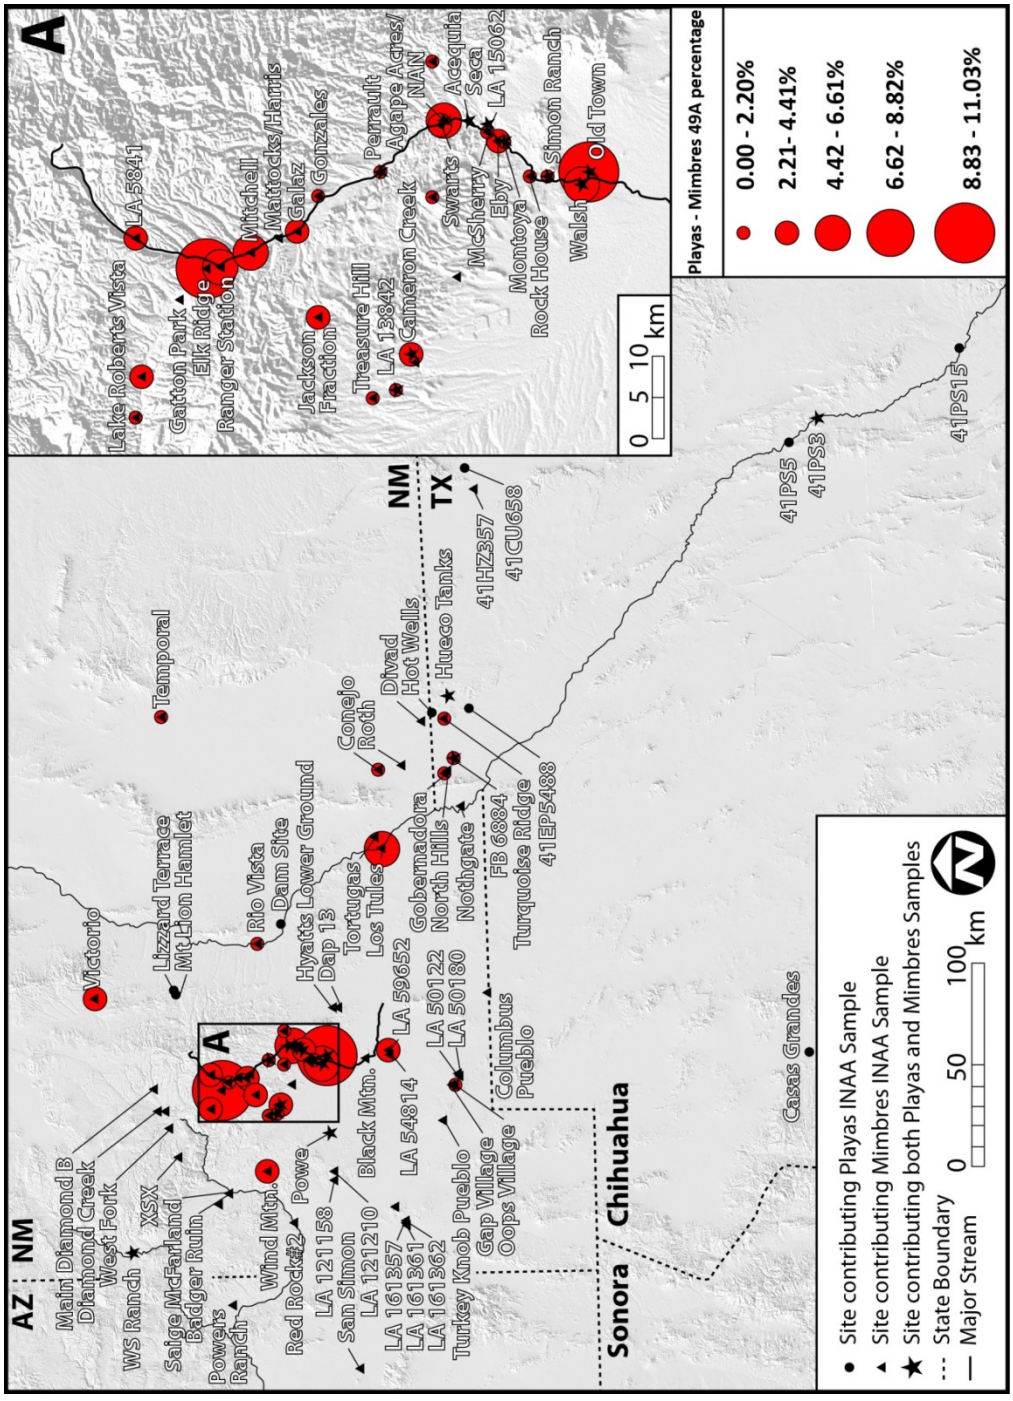 A
Lake Roberts Vista
LA 5841
Gatton Park
Elk Ridge
Ranger Station
Mitchell
Mattocks/Harris
Galaz
Gonzales
Jackson
Fraction
Treasure Hill
LA 13842
Cameron Creek
Perrault
Agape Acres/
NAN
Acequia
Seca
LA 15062
Swarts
McSherry
Eby
Montoya
Rock House
Simon Ranch
Walsh
Old Town
0 5 10
km
Playas - Mimbres 49A percentage
0.00 - 2.20%
2.21- 4.41%
4.42 - 6.61%
6.62 - 8.82%
8.83 - 11.03%
AZ NM
Main Diamond B
Diamond Creek
West Fork
WS Ranch
XSX
Saige McFarland
Badger Ruin
Powers
Ranch
Wind Mtn.
Red Rock#2
Powe
LA 121158
San Simon
LA 121210
LA 161357
LA 161361
LA 161362
Turkey Knob Pueblo
Gap Village
Oops Village
Black Mtn.
LA 54814
LA 59652
LA 50122
LA 50180
Columbus
Pueblo
A
Victorio
Lizzard Terrace
Mt Lion Hamlet
Rio Vista
Dam Site
Hyatts Lower Ground
Dap 13
Tortugas
Los Tules
Temporal
Conejo
Roth
Divad
Hot Wells
Hueco Tanks
Gobernadora
North Hills
Nothgate
FB 6884
Turquoise Ridge
41EP5488
NM
TX
41HZ357
41CU658
41PS5
41PS3
41PS15
Casas Grandes
Sonora Chihuahua
Site contributing Playas INAA Sample
Site contributing Mimbres INAA Sample
Site contributing both Playas and Mimbres Samples
State Boundary
Major Stream
0 50 100
km
N